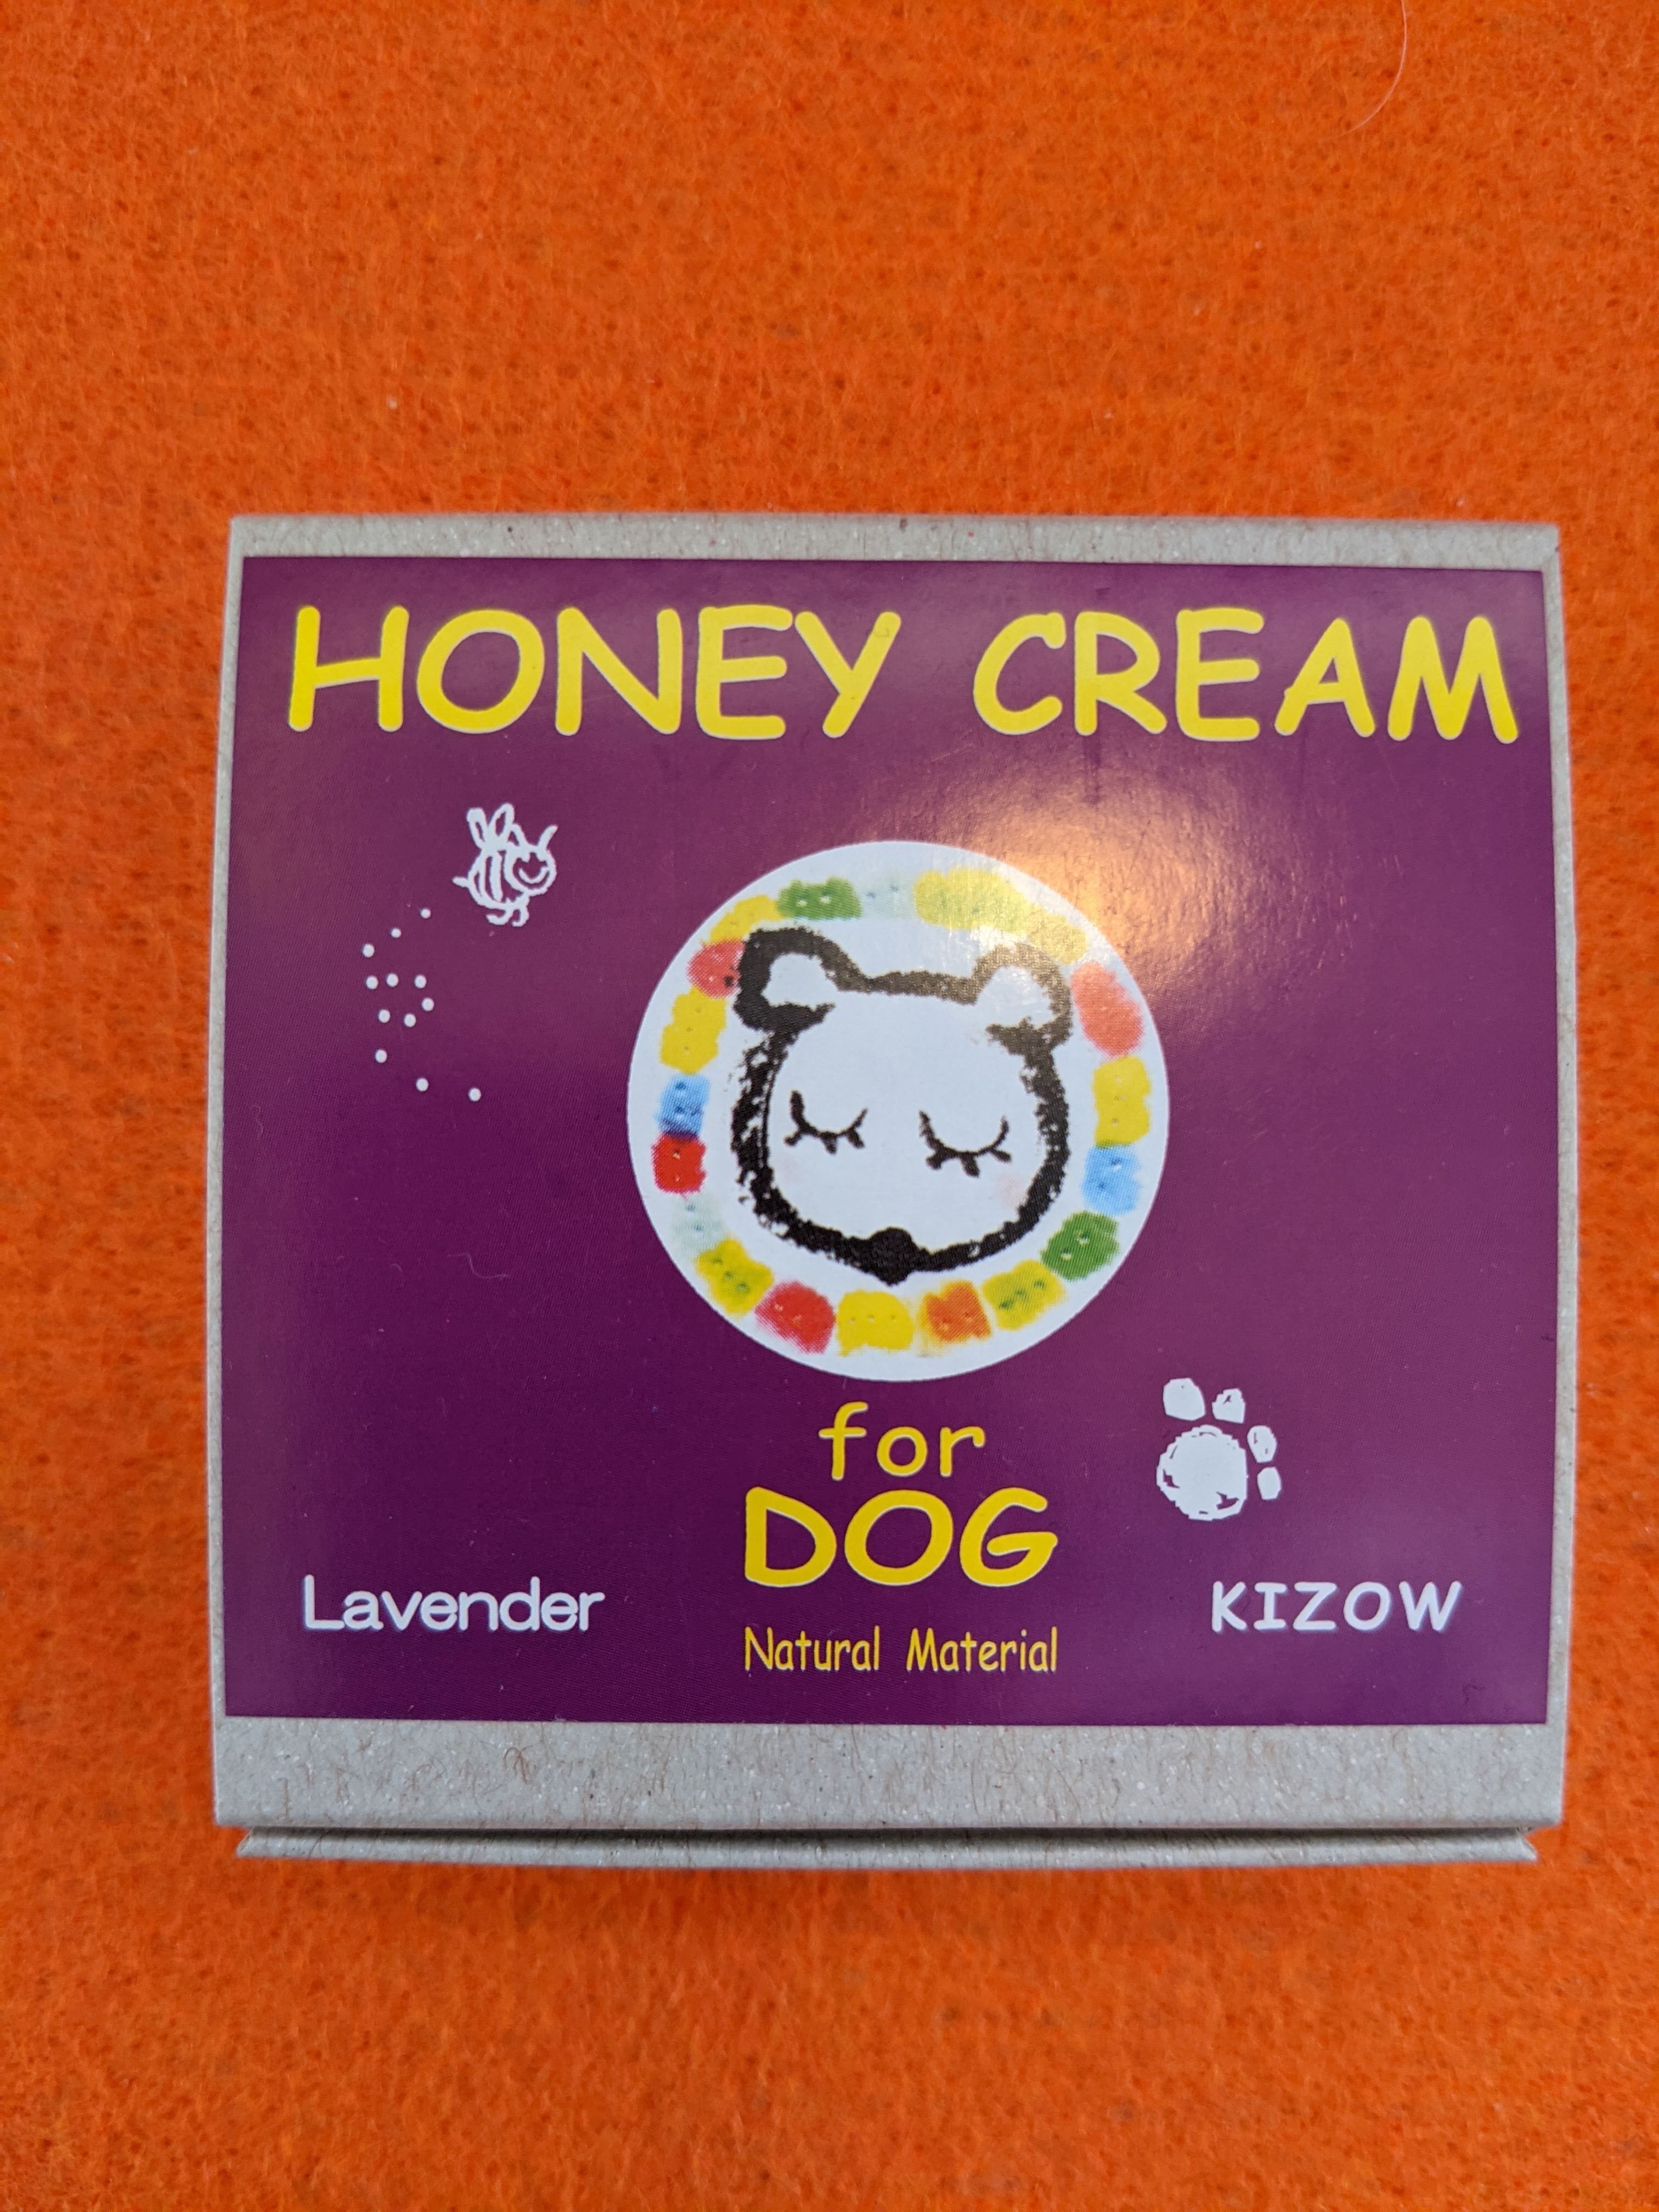 HONEY CREAM
for
DOG
Lavender
KIZOW
Natural Material